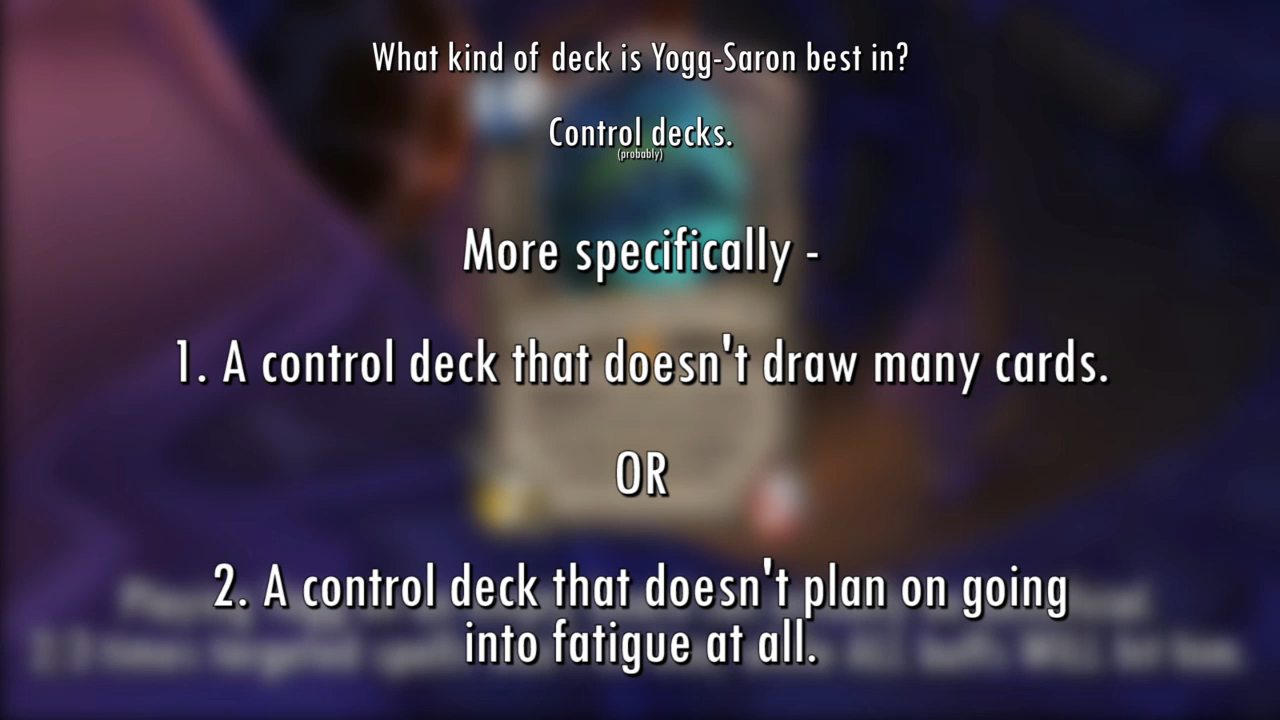 What kind of deck is Yogg-Saron best in?
Control decks.
(probably)
More specifically -
1. A control deck that doesn't draw many cards.
OR
2. A control deck that doesn't plan on going
into fatigue at all.